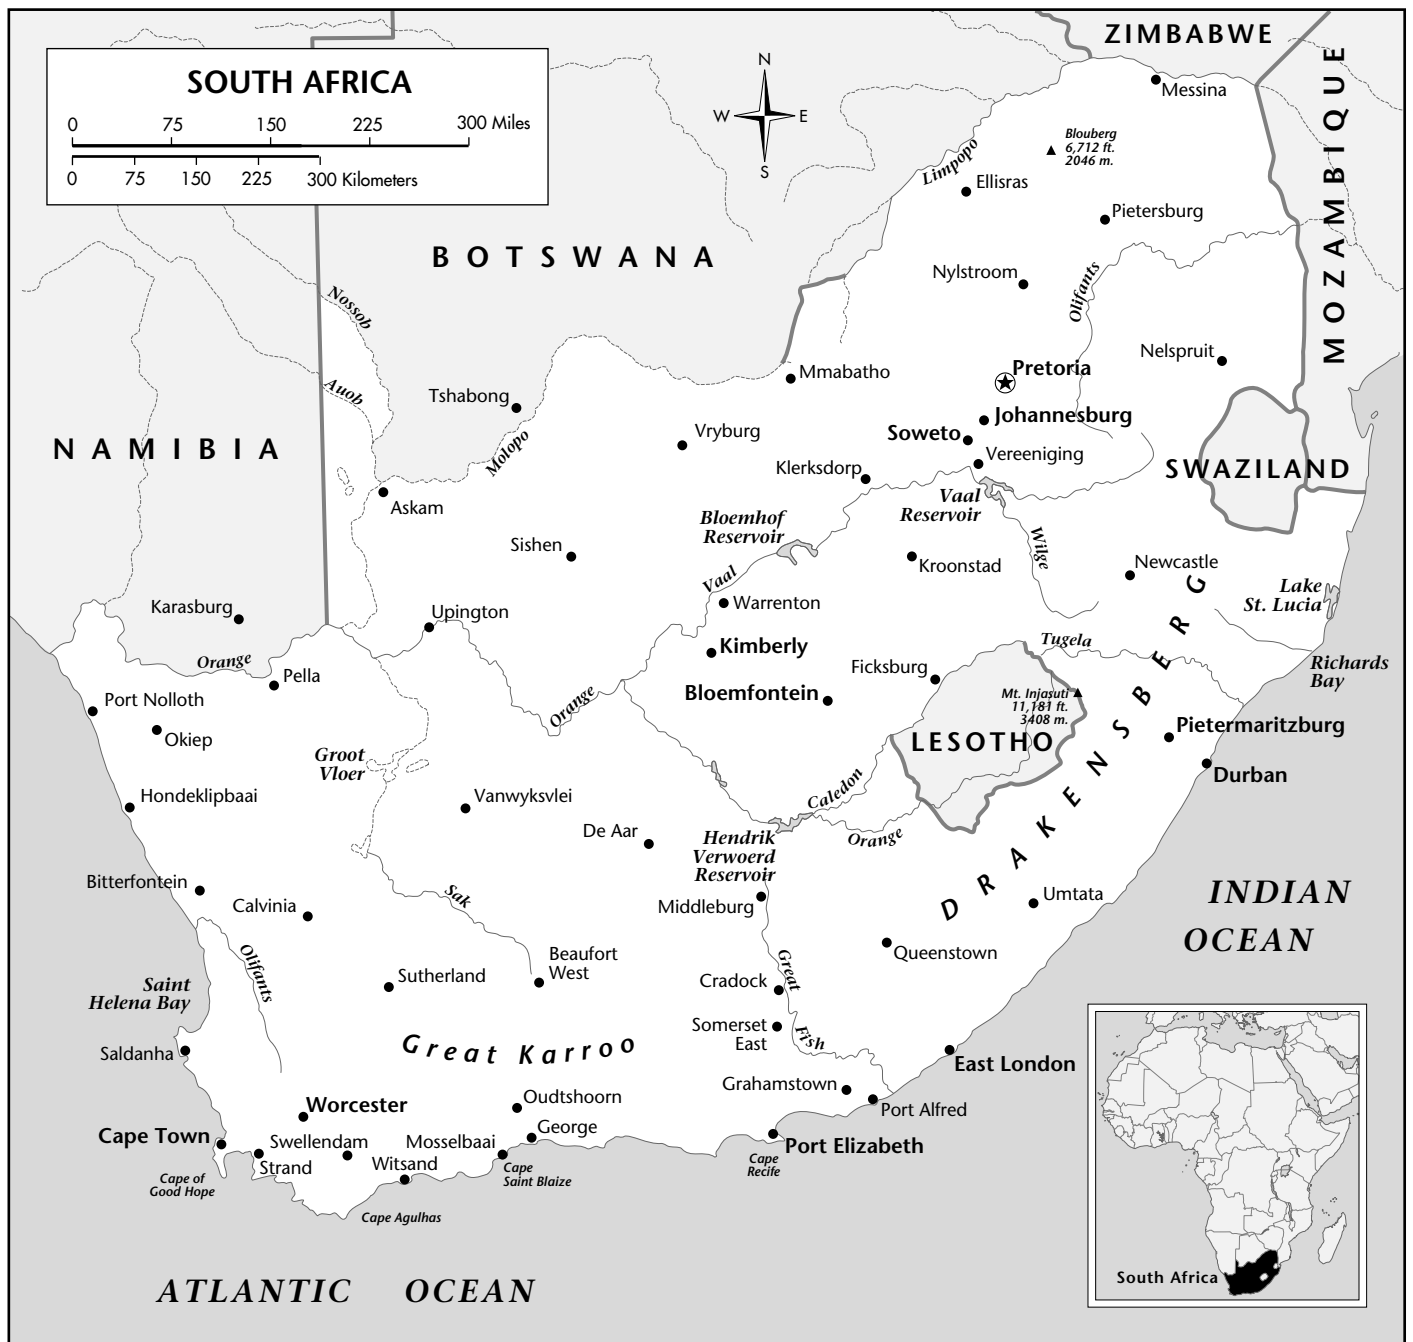 ZIMBABWE
SOUTH AFRICA
0 75 150 225 300 Miles
0 75 150 225 300 Kilometers
N
W E
S
Messina
MOZAMBIQUE
Blouberg
6,712 ft.
2046 m.
Limpopo
Ellisras
Pietersburg
BOTSWANA
Nylstroom
Olifants
Nossob
Nelspruit
Pretoria
Mmabatho
Auob
Tshabong
Johannesburg
Soweto
Vryburg
Molopo
NAMIBIA
Vereeniging
Klerksdorp
SWAZILAND
Askam
Vaal
Reservoir
Bloemhof
Reservoir
Wilge
Sishen
Kroonstad
Newcastle
Vaal
Lake
St. Lucia
Warrenton
Karasburg
Upington
Kimberly
Tugela
Orange
Ficksburg
Richards
Bay
Pella
Bloemfontein
Mt. Injasuti
11,181 ft.
3408 m.
Port Nolloth
Orange
Pietermaritzburg
Okiep
LESOTHO
Groot
Vloer
Durban
Caledon
Hondeklipbaai
Vanwyksvlei
De Aar
Orange
Hendrik
Verwoerd
Reservoir
DRAKENSBERG
Bitterfontein
Sak
Umtata
INDIAN
OCEAN
Calvinia
Middleburg
Queenstown
Olifants
Beaufort
West
Great
Sutherland
Cradock
Saint
Helena Bay
Somerset
East
Fish
Great Karroo
Saldanha
East London
Grahamstown
Oudtshoorn
Worcester
Port Alfred
Cape Town
George
Swellendam
Mosselbaai
Port Elizabeth
Strand
Witsand
Cape
Saint Blaize
Cape
Recife
Cape of
Good Hope
Cape Agulhas
South Africa
ATLANTIC OCEAN